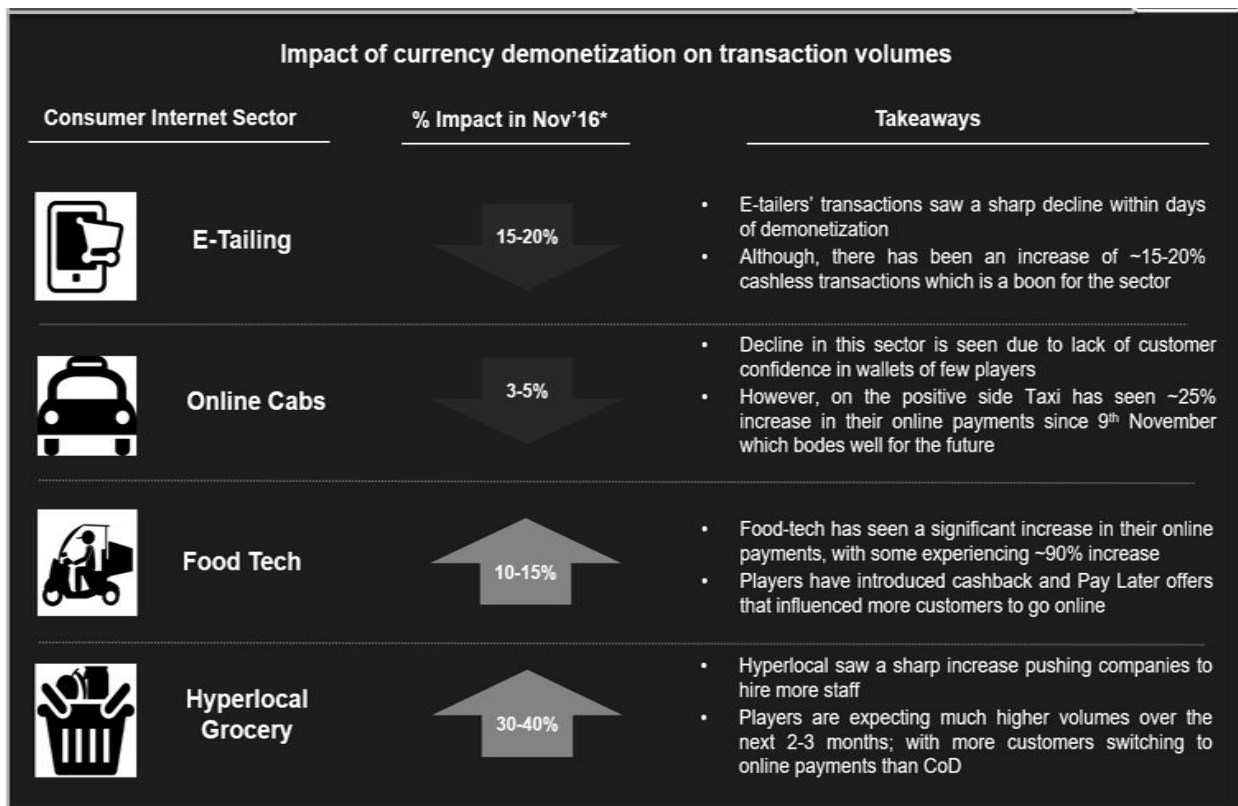 Impact of currency demonetization on transaction volumes
Consumer Internet Sector
% Impact in Nov'16*
Takeaways
E-Tailing
15-20%
• E-tailers' transactions saw a sharp decline within days
of demonetization
• Although, there has been an increase of ~15-20%
cashless transactions which is a boon for the sector
Online Cabs
3-5%
• Decline in this sector is seen due to lack of customer
confidence in wallets of few players
• However, on the positive side Taxi has seen ~25%
increase in their online payments since 9th November
which bodes well for the future
Food Tech
10-15%
• Food-tech has seen a significant increase in their online
payments, with some experiencing ~90% increase
• Players have introduced cashback and Pay Later offers
that influenced more customers to go online
Hyperlocal
Grocery
30-40%
• Hyperlocal saw a sharp increase pushing companies to
hire more staff
• Players are expecting much higher volumes over the
next 2-3 months; with more customers switching to
online payments than CoD